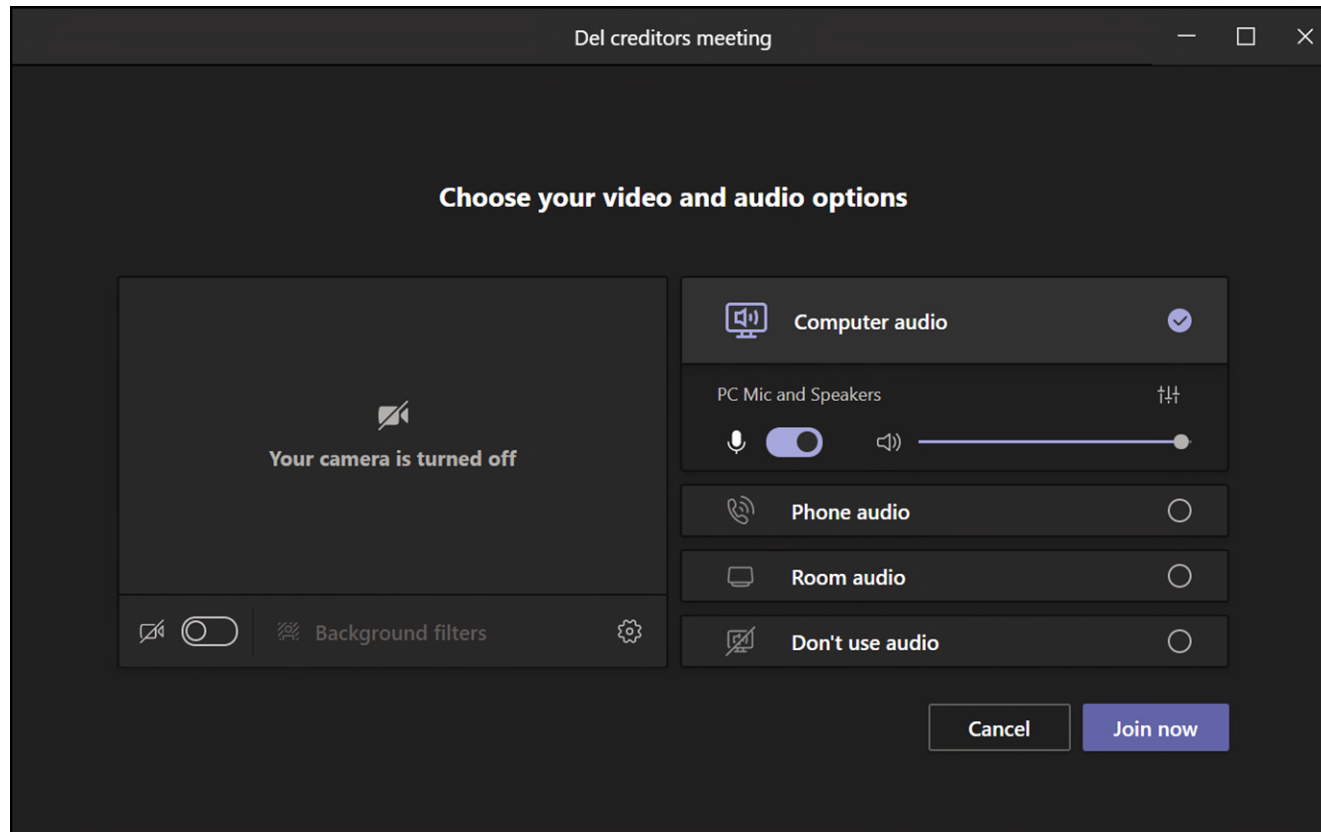 Del creditors meeting
Choose your video and audio options
Your camera is turned off
Background filters
Computer audio
PC Mic and Speakers
Phone audio
Room audio
Don't use audio
Cancel
Join now